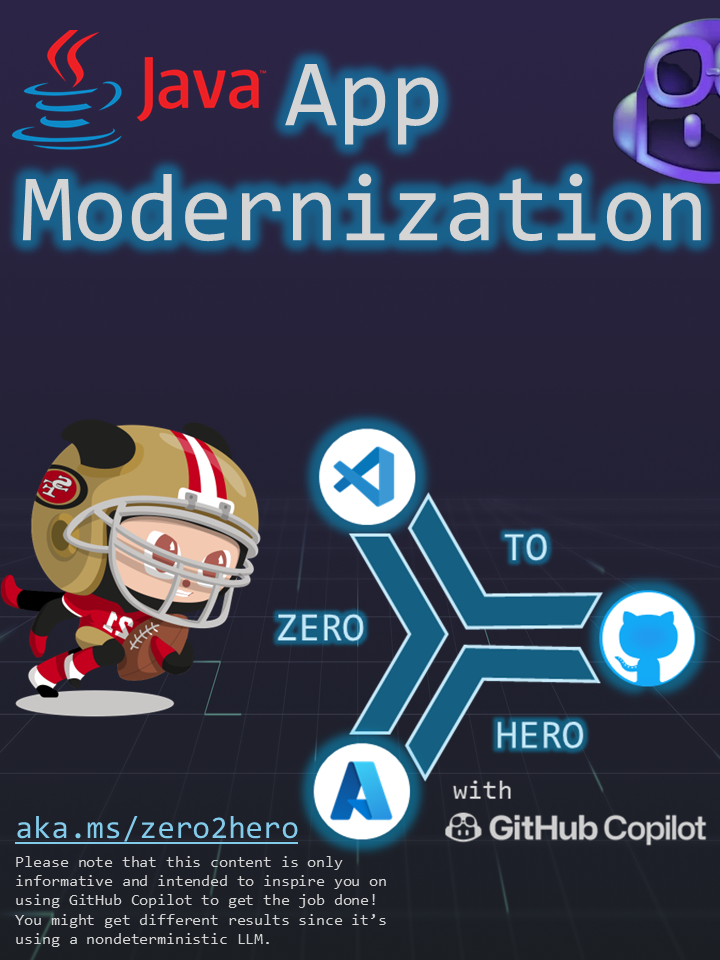 Java™ App
Modernization
TO
ZERO
HERO
with
GitHub Copilot
aka.ms/zero2hero
Please note that this content is only
informative and intended to inspire you on
using GitHub Copilot to get the job done!
You might get different results since it’s
using a nondeterministic LLM.